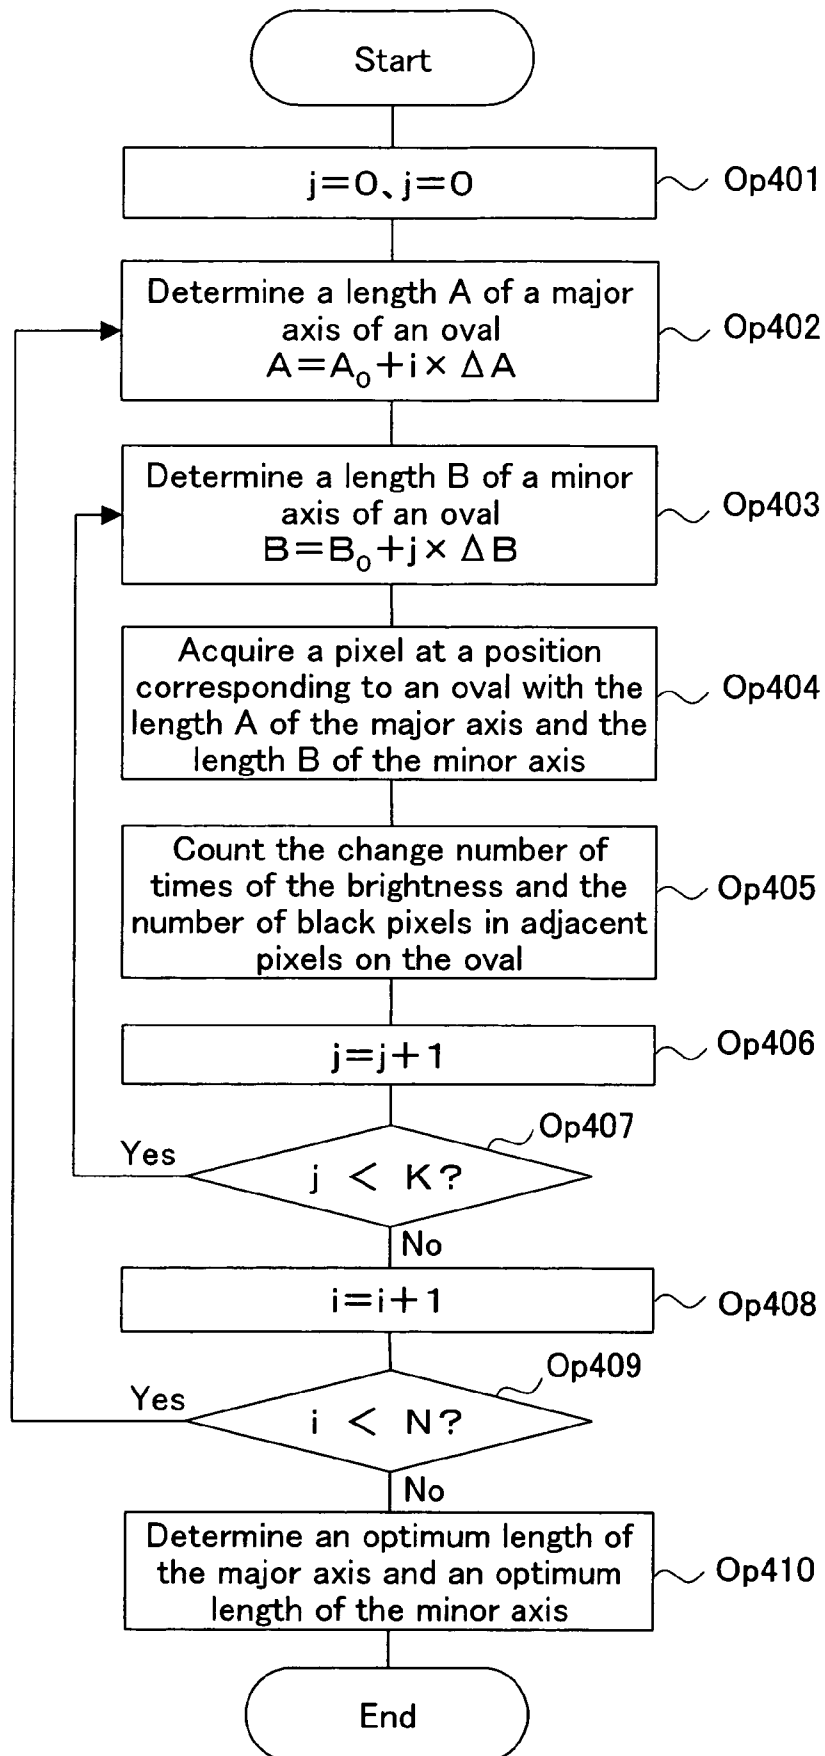 Start
j=0、j=0
Op401
Determine a length A of a major
axis of an oval
A=A₀+i× ΔA
Op402
Determine a length B of a minor
axis of an oval
B=B₀+j× ΔB
Op403
Acquire a pixel at a position
corresponding to an oval with the
length A of the major axis and the
length B of the minor axis
Op404
Count the change number of
times of the brightness and the
number of black pixels in adjacent
pixels on the oval
Op405
j=j+1
Op406
Op407
Yes
j < K?
No
i=i+1
Op408
Op409
Yes
i < N?
No
Determine an optimum length of
the major axis and an optimum
length of the minor axis
Op410
End